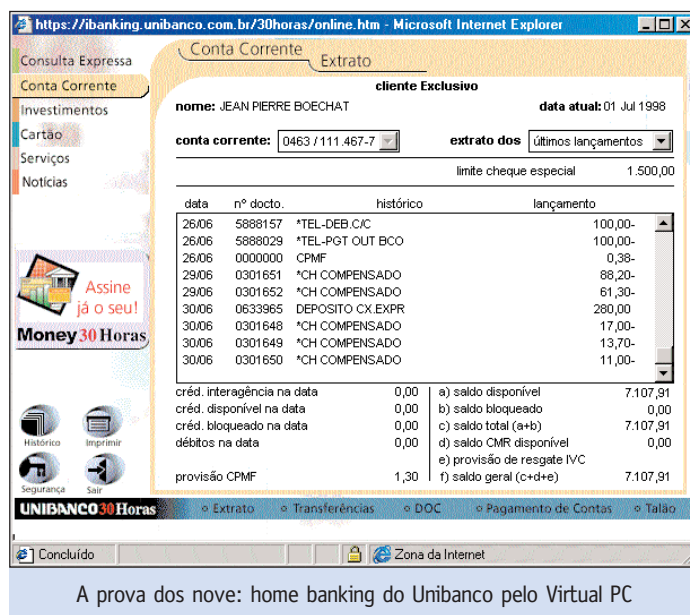 https://ibanking.unibanco.com.br/30horas/online.htm - Microsoft Internet Explorer
Consulta Expressa
Conta Corrente
Investimentos
Cartão
Serviços
Notícias
Assine
já o seu!
Money 30 Horas
Histórico Imprimir
Segurança Sair
Conta Corrente
Extrato
cliente Exclusivo
nome: JEAN PIERRE BOECHAT data atual: 01 Jul 1998
conta corrente: 0463 / 111.467-7 extrato dos últimos lançamentos
limite cheque especial 1.500,00
data nº docto. histórico lançamento
26/06 5888157 *TEL-DEB.C/C 100,00-
26/06 5888029 *TEL-PGT OUT BCO 100,00-
26/06 0000000 CPMF 0,38-
29/06 0301651 *CH COMPENSADO 88,20-
29/06 0301652 *CH COMPENSADO 61,30-
30/06 0633965 DEPOSITO CX.EXPR 280,00
30/06 0301648 *CH COMPENSADO 17,00-
30/06 0301649 *CH COMPENSADO 13,70-
30/06 0301650 *CH COMPENSADO 11,00-
créd. interagência na data 0,00 a) saldo disponível 7.107,91
créd. disponível na data 0,00 b) saldo bloqueado 0,00
créd. bloqueado na data 0,00 c) saldo total (a+b) 7.107,91
débitos na data 0,00 d) saldo CMR disponível 0,00
e) provisão de resgate IVC
provisão CPMF 1,30 f) saldo geral (c+d+e) 7.107,91
UNIBANCO 30 Horas Extrato Transferências DOC Pagamento de Contas Talão
Concluído Zona da Internet
A prova dos nove: home banking do Unibanco pelo Virtual PC